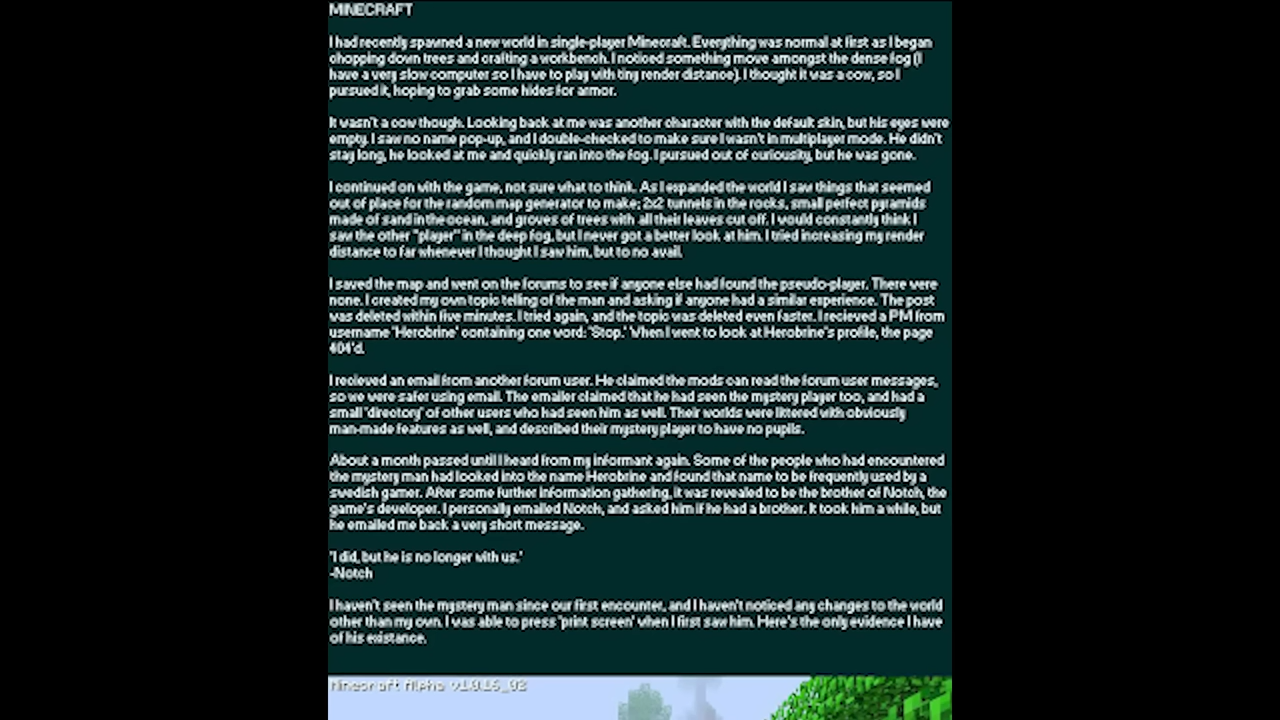 MINECRAFT
I had recently spawned a new world in single-player Minecraft. Everything was normal at first as I began
chopping down trees and crafting a workbench. I noticed something move amongst the dense fog (I
have a very slow computer so I have to play with tiny render distance). I thought it was a cow, so I
pursued it, hoping to grab some hides for armor.
It wasn't a cow though. Looking back at me was another character with the default skin, but his eyes were
empty. I saw no name pop-up, and I double-checked to make sure I wasn't in multiplayer mode. He didn't
stay long, he looked at me and quickly ran into the fog. I pursued out of curiousity, but he was gone.
I continued on with the game, not sure what to think. As I expanded the world I saw things that seemed
out of place for the random map generator to make; 2x2 tunnels in the rocks, small perfect pyramids
made of sand in the ocean, and groves of trees with all their leaves cut off. I would constantly think I
saw the other "player" in the deep fog, but I never got a better look at him. I tried increasing my render
distance to far whenever I thought I saw him, but to no avail.
I saved the map and went on the forums to see if anyone else had found the pseudo-player. There were
none. I created my own topic telling of the man and asking if anyone had a similar experience. The post
was deleted within five minutes. I tried again, and the topic was deleted even faster. I recieved a PM from
username 'Herobrine' containing one word: 'Stop.' When I went to look at Herobrine's profile, the page
404'd.
I recieved an email from another forum user. He claimed the mods can read the forum user messages,
so we were safer using email. The emailer claimed that he had seen the mystery player too, and had a
small 'directory' of other users who had seen him as well. Their worlds were littered with obviously
man-made features as well, and described their mystery player to have no pupils.
About a month passed until I heard from my informant again. Some of the people who had encountered
the mystery man had looked into the name Herobrine and found that name to be frequently used by a
swedish gamer. After some further information gathering, it was revealed to be the brother of Notch, the
game's developer. I personally emailed Notch, and asked him if he had a brother. It took him a while, but
he emailed me back a very short message.
'I did, but he is no longer with us.'
-Notch
I haven't seen the mystery man since our first encounter, and I haven't noticed any changes to the world
other than my own. I was able to press 'print screen' when I first saw him. Here's the only evidence I have
of his existance.
Minecraft Alpha v1.0.16_02